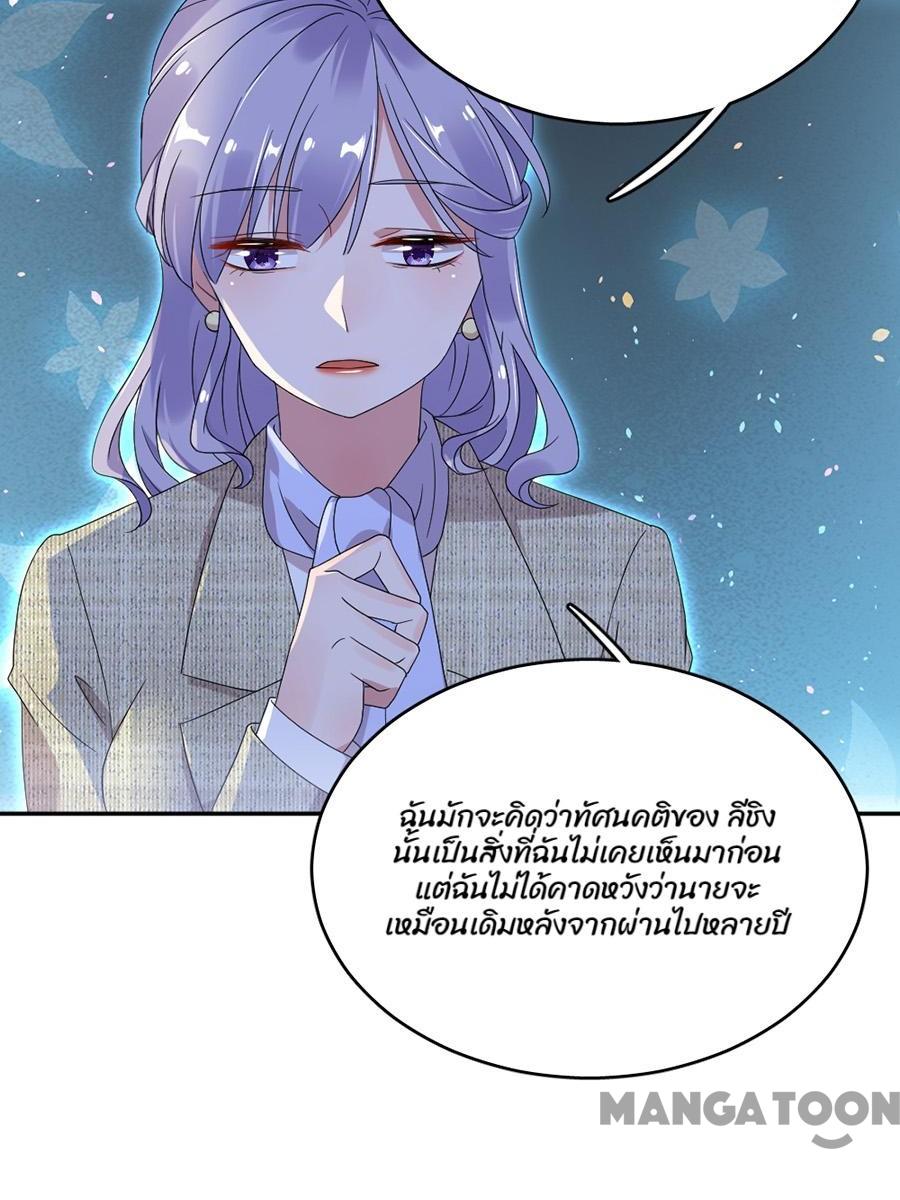 ฉันมักจะคิดว่าทัศนคติของ ลีชิง
นั้นเป็นสิ่งที่ฉันไม่เคยเห็นมาก่อน
แต่ฉันไม่ได้คาดหวังว่านายจะ
เหมือนเดิมหลังจากผ่านไปหลายปี
MANGATOON